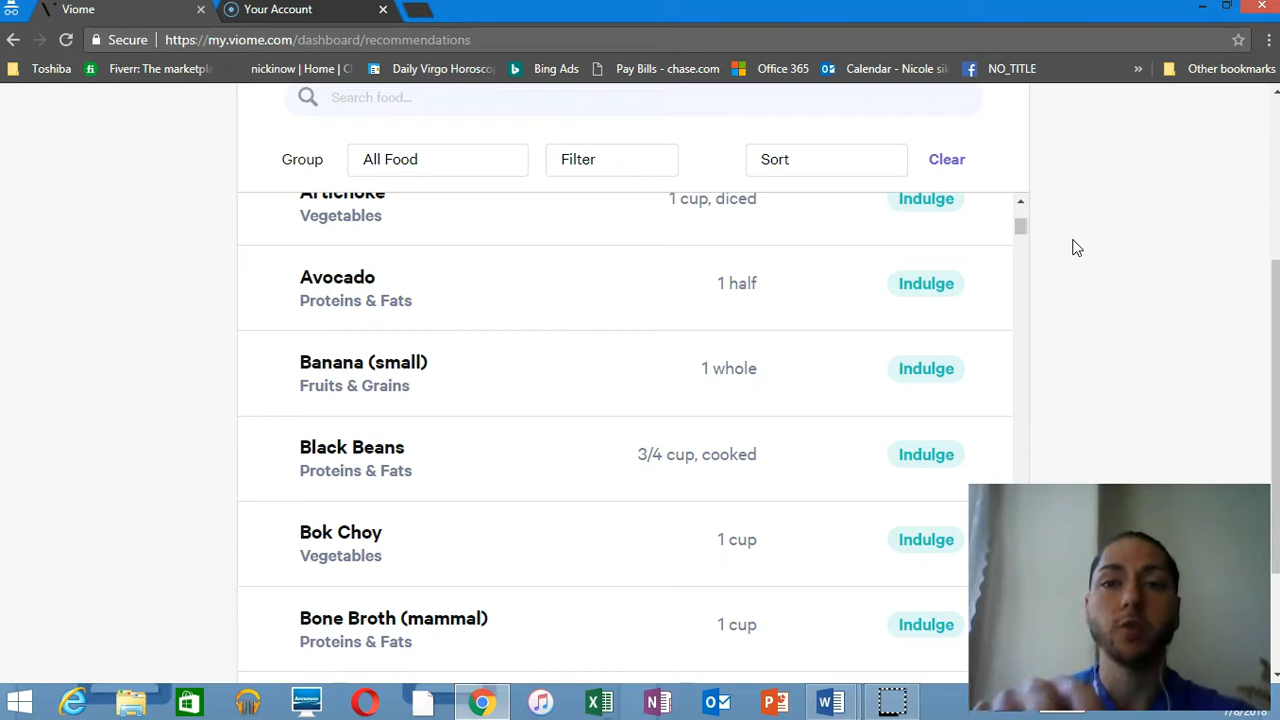 Viome
Your Account
Secure
https://my.viome.com/dashboard/recommendations
Toshiba
Fiverr: The marketpla
nickinow | Home | C
Daily Virgo Horosco
Bing Ads
Pay Bills - chase.com
Office 365
Calendar - Nicole sil
NO_TITLE
»
Other bookmarks
Search food...
Group
All Food
Filter
Sort
Clear
Artichoke
Vegetables
1 cup, diced
Indulge
Avocado
Proteins & Fats
1 half
Indulge
Banana (small)
Fruits & Grains
1 whole
Indulge
Black Beans
Proteins & Fats
3/4 cup, cooked
Indulge
Bok Choy
Vegetables
1 cup
Indulge
Bone Broth (mammal)
Proteins & Fats
1 cup
Indulge
7/8/2018